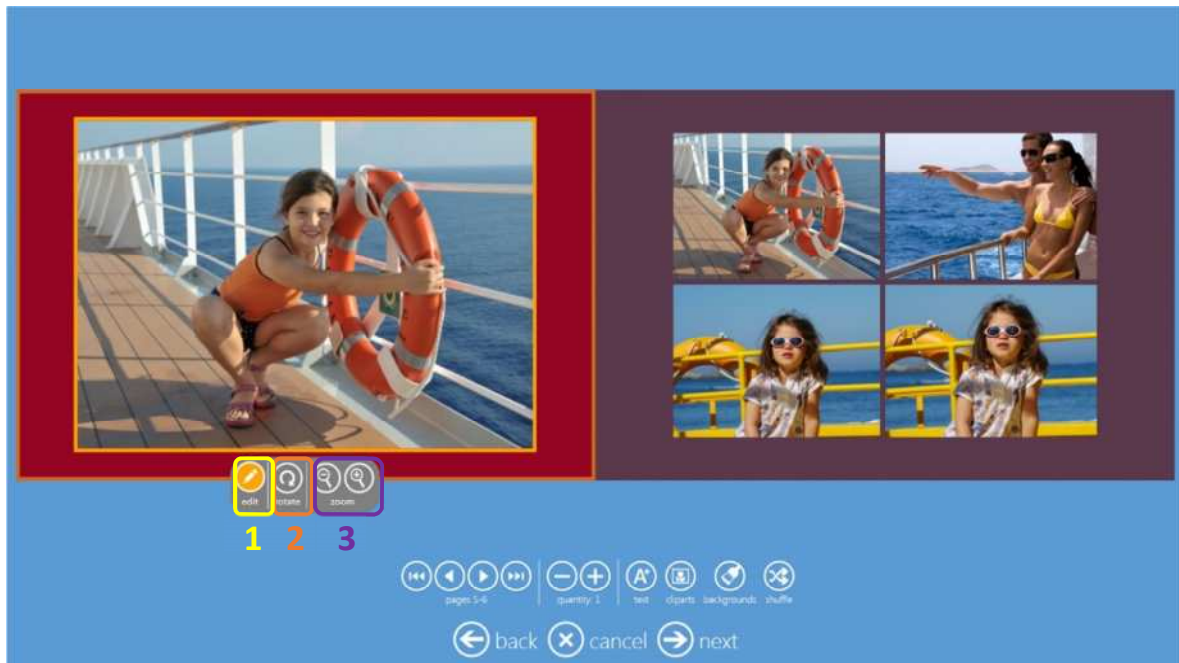 edit rotate zoom
1 2 3
pages 5-6 quantity: 1 text cliparts backgrounds shuffle
back cancel next